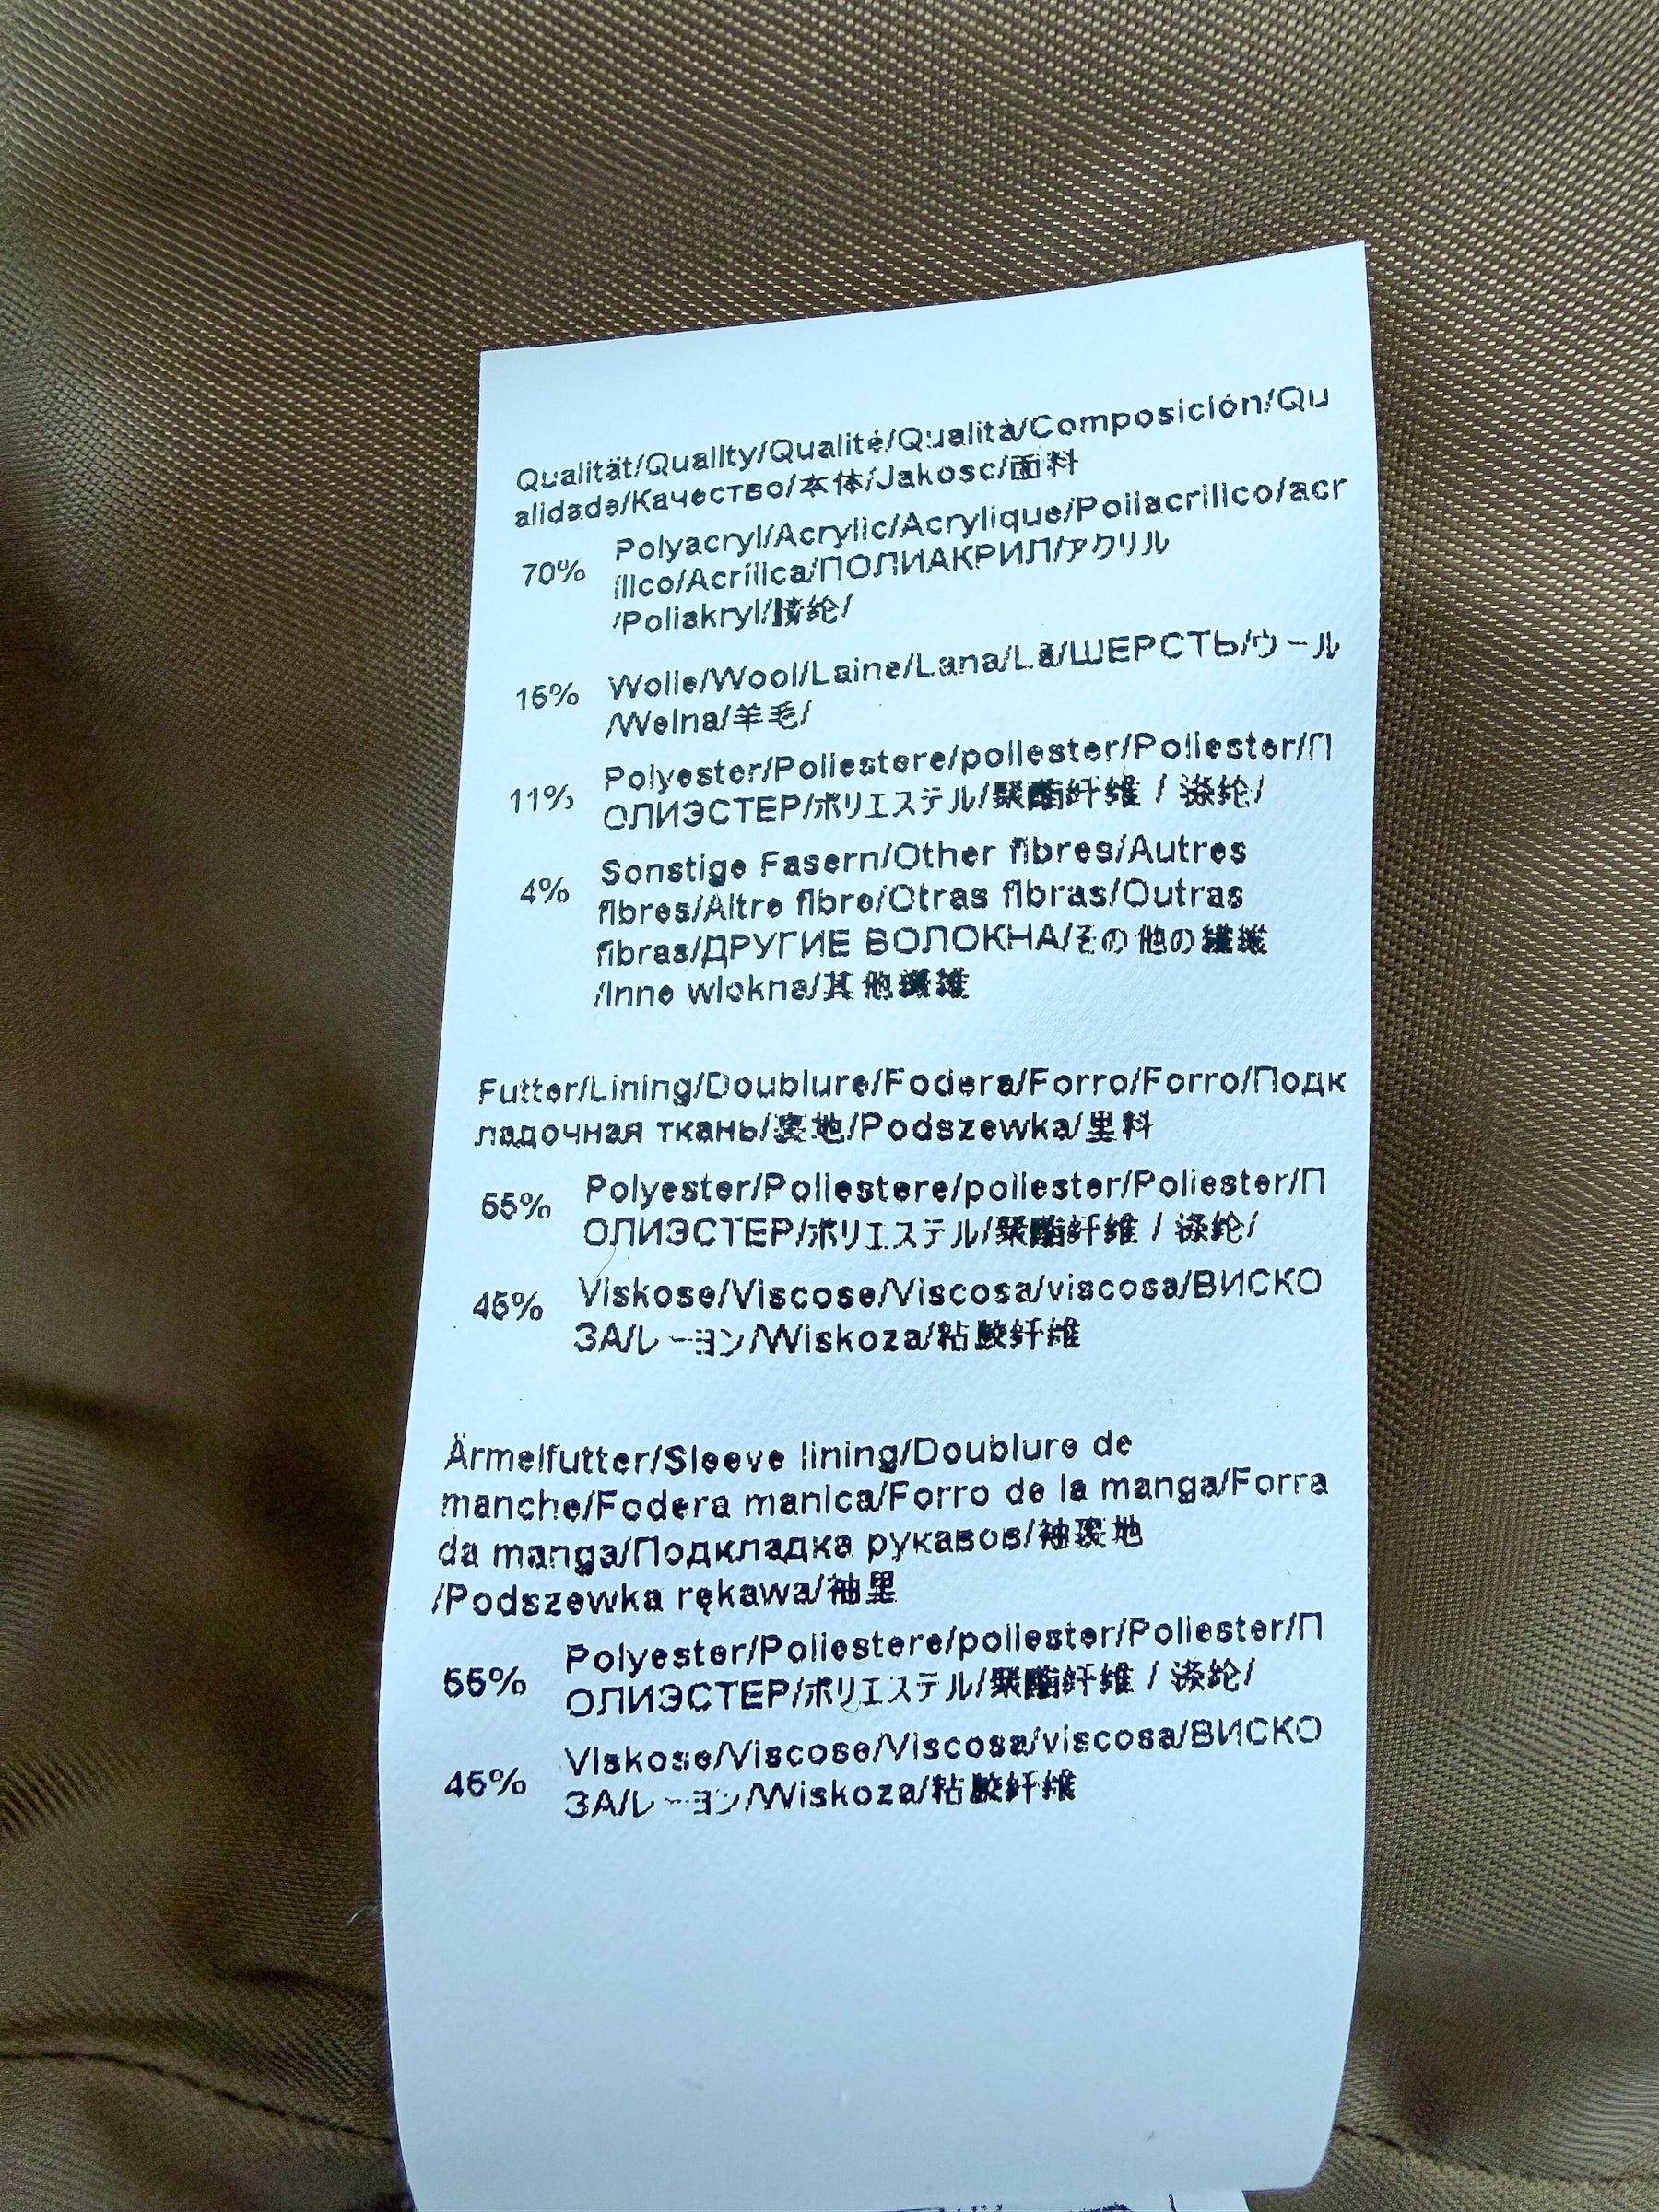 Qualität/Quality/Qualité/Qualità/Composición/Qu
alidade/Качество/本体/Jakosc/面料
70% Polyacryl/Acrylic/Acrylique/Poliacrilico/acr
ílico/Acrílica/ПОЛИАКРИЛ/アクリル
/Poliakryl/腈纶/
15% Wolle/Wool/Laine/Lana/Lã/ШЕРСТЬ/ウール
/Welna/羊毛/
11% Polyester/Poliestere/poliester/Poliester/П
ОЛИЭСТЕР/ポリエステル/聚酯纤维 / 涤纶/
4% Sonstige Fasern/Other fibres/Autres
fibres/Altre fibre/Otras fibras/Outras
fibras/ДРУГИЕ ВОЛОКНА/その他の繊維
/Inne wlokna/其他纖維
Futter/Lining/Doublure/Fodera/Forro/Forro/Подк
ладочная ткань/裏地/Podszewka/里料
55% Polyester/Poliestere/poliester/Poliester/П
ОЛИЭСТЕР/ポリエステル/聚酯纤维 / 涤纶/
45% Viskose/Viscose/Viscosa/viscosa/ВИСКО
ЗА/レーヨン/Wiskoza/粘胶纤维
Ärmelfutter/Sleeve lining/Doublure de
manche/Fodera manica/Forro de la manga/Forra
da manga/Подкладка рукавов/袖裏地
/Podszewka rękawa/袖里
55% Polyester/Poliestere/poliester/Poliester/П
ОЛИЭСТЕР/ポリエステル/聚酯纤维 / 涤纶/
45% Viskose/Viscose/Viscosa/viscosa/ВИСКО
ЗА/レーヨン/Wiskoza/粘胶纤维